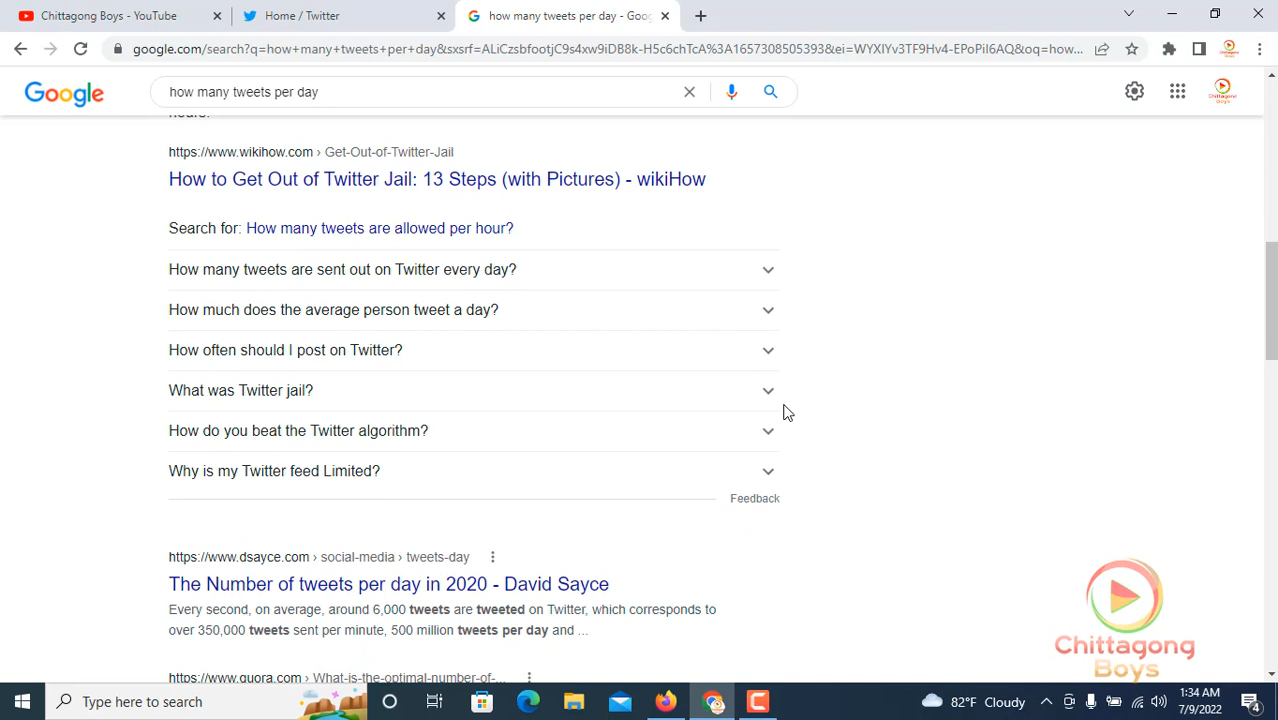 Chittagong Boys - YouTube
Home / Twitter
how many tweets per day - Goo
google.com/search?q=how+many+tweets+per+day&sxsrf=ALiCzsbfootjC9s4xw9iDB8k-H5c6chTcA%3A1657308505393&ei=WYXIYv3TF9Hv4-EPoPiI6AQ&oq=how...
Google
how many tweets per day
Chittagong Boys
hours.
https://www.wikihow.com › Get-Out-of-Twitter-Jail
How to Get Out of Twitter Jail: 13 Steps (with Pictures) - wikiHow
Search for: How many tweets are allowed per hour?
How many tweets are sent out on Twitter every day?
How much does the average person tweet a day?
How often should I post on Twitter?
What was Twitter jail?
How do you beat the Twitter algorithm?
Why is my Twitter feed Limited?
Feedback
https://www.dsayce.com › social-media › tweets-day
The Number of tweets per day in 2020 - David Sayce
Every second, on average, around 6,000 tweets are tweeted on Twitter, which corresponds to
over 350,000 tweets sent per minute, 500 million tweets per day and ...
https://www.quora.com › What-is-the-optimal-number-of-...
Chittagong
Boys
Type here to search
82°F Cloudy
1:34 AM
7/9/2022
4